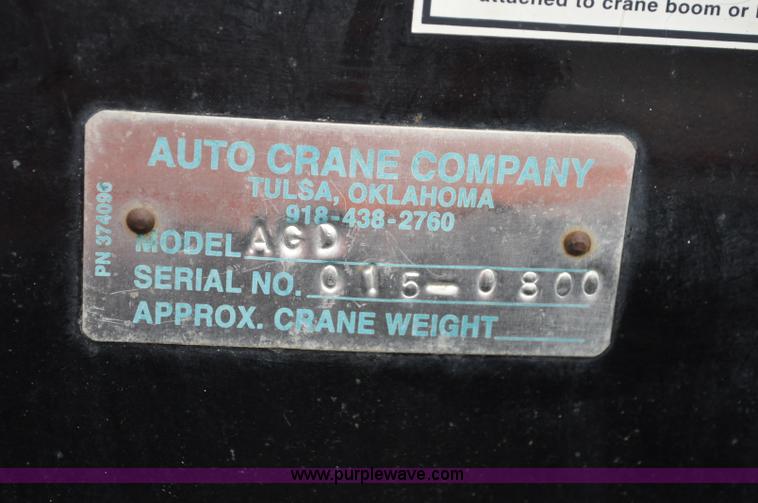 attached to crane boom or
AUTO CRANE COMPANY
TULSA, OKLAHOMA
918-438-2760
MODEL AGD
SERIAL NO. 015-0800
APPROX. CRANE WEIGHT
PN 374096
www.purplewave.com